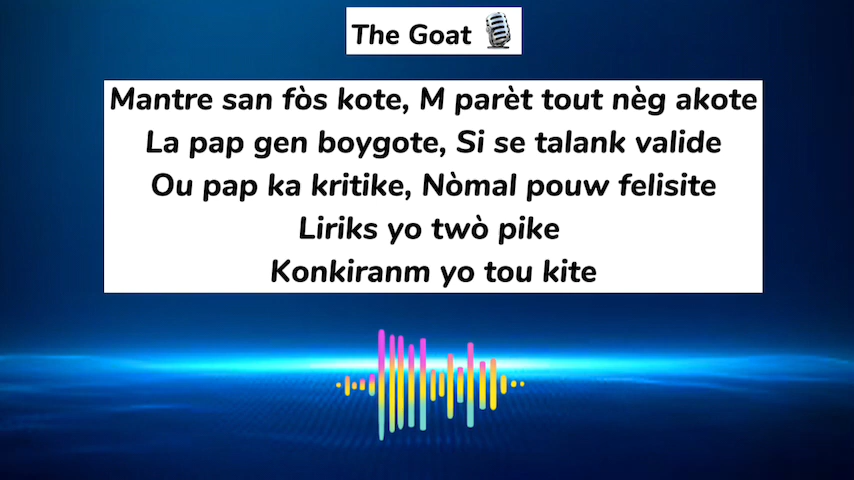 The Goat 🎙
Mantre san fòs kote, M parèt tout nèg akote
La pap gen boygote, Si se talank valide
Ou pap ka kritike, Nòmal pouw felisite
Liriks yo twò pike
Konkiranm yo tou kite